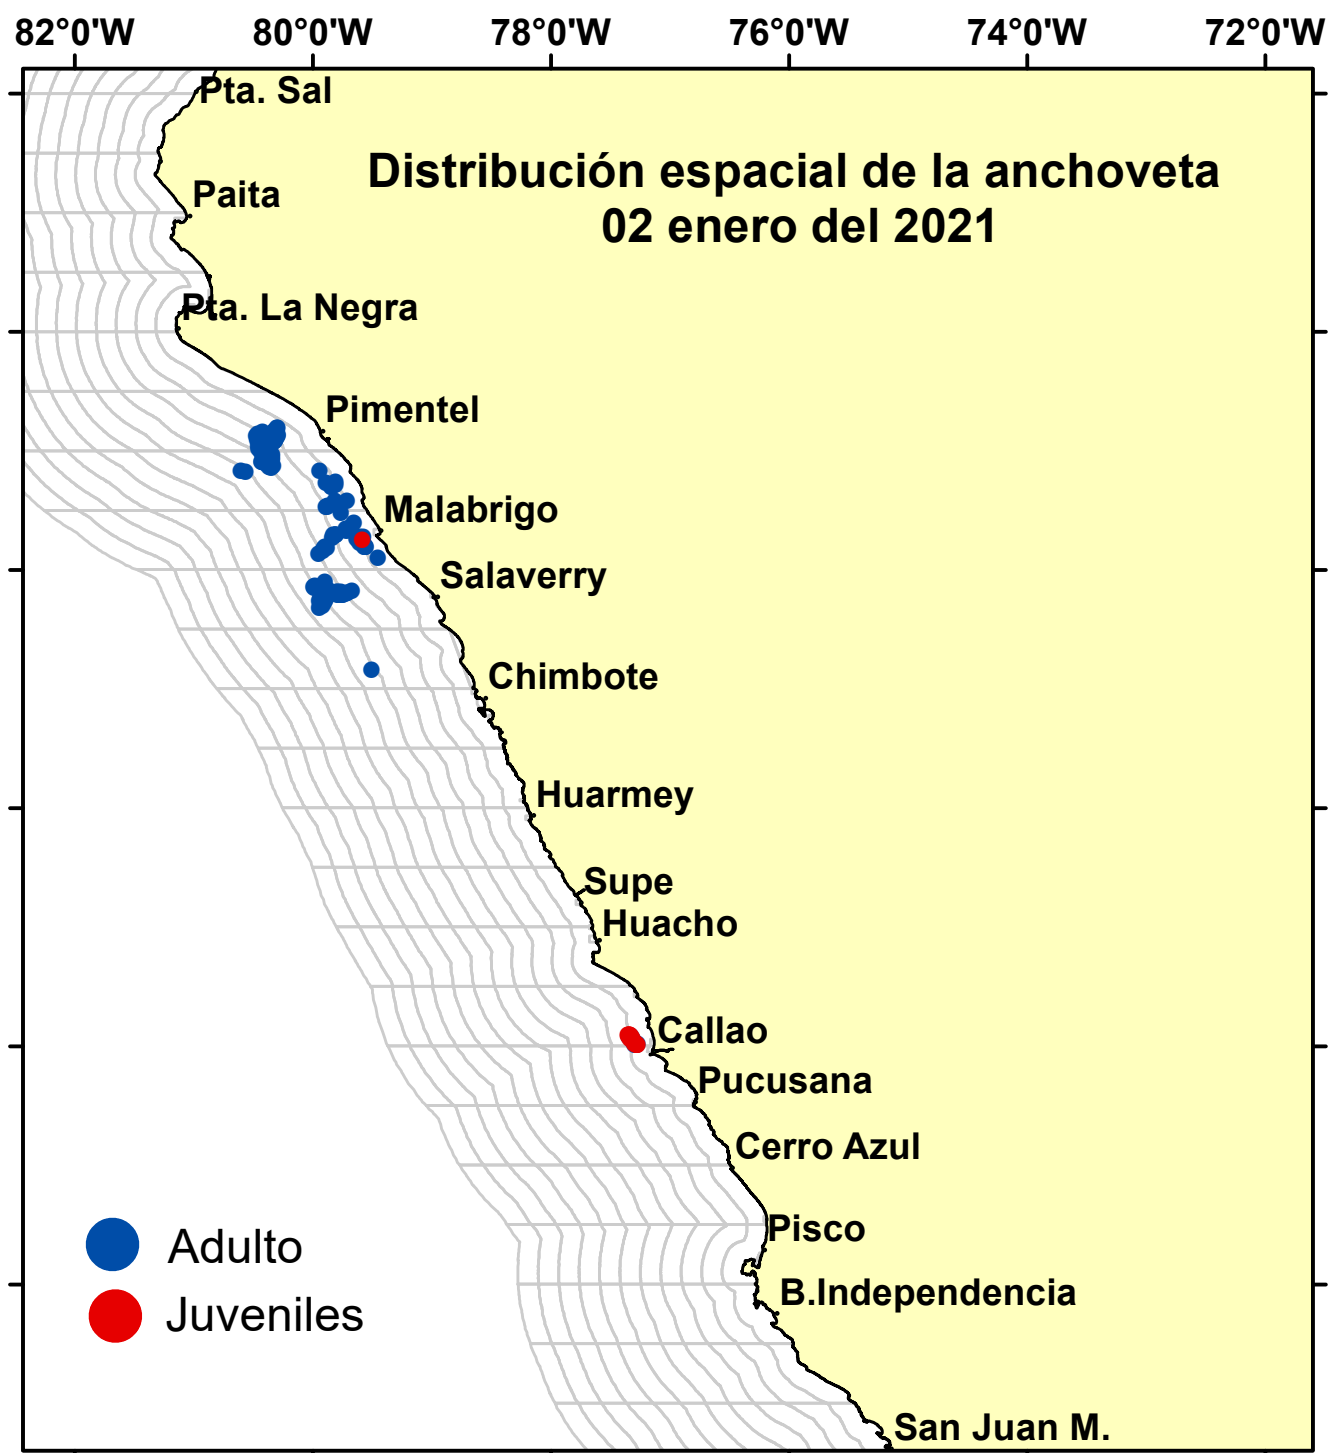 82°0'W 80°0'W 78°0'W 76°0'W 74°0'W 72°0'W
Pta. Sal
Distribución espacial de la anchoveta
02 enero del 2021
Paita
Pta. La Negra
Pimentel
Malabrigo
Salaverry
Chimbote
Huarmey
Supe
Huacho
Callao
Pucusana
Cerro Azul
Pisco
B.Independencia
San Juan M.
Adulto
Juveniles